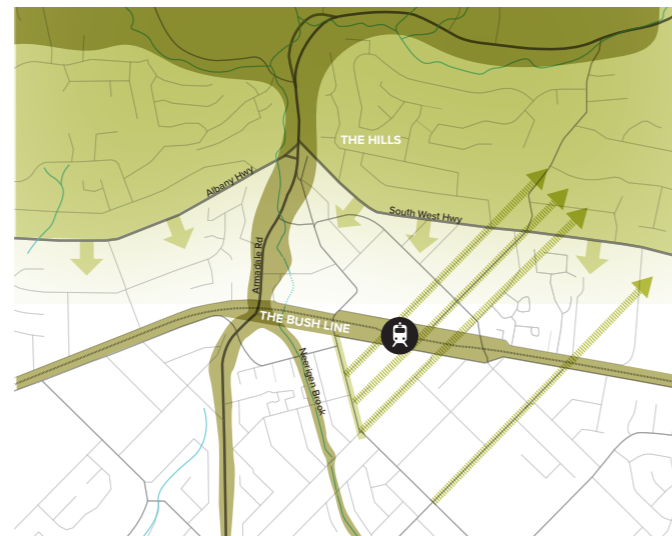 THE HILLS
Albany Hwy
South West Hwy
Armadale Rd
THE BUSH LINE
Neerigen Brook